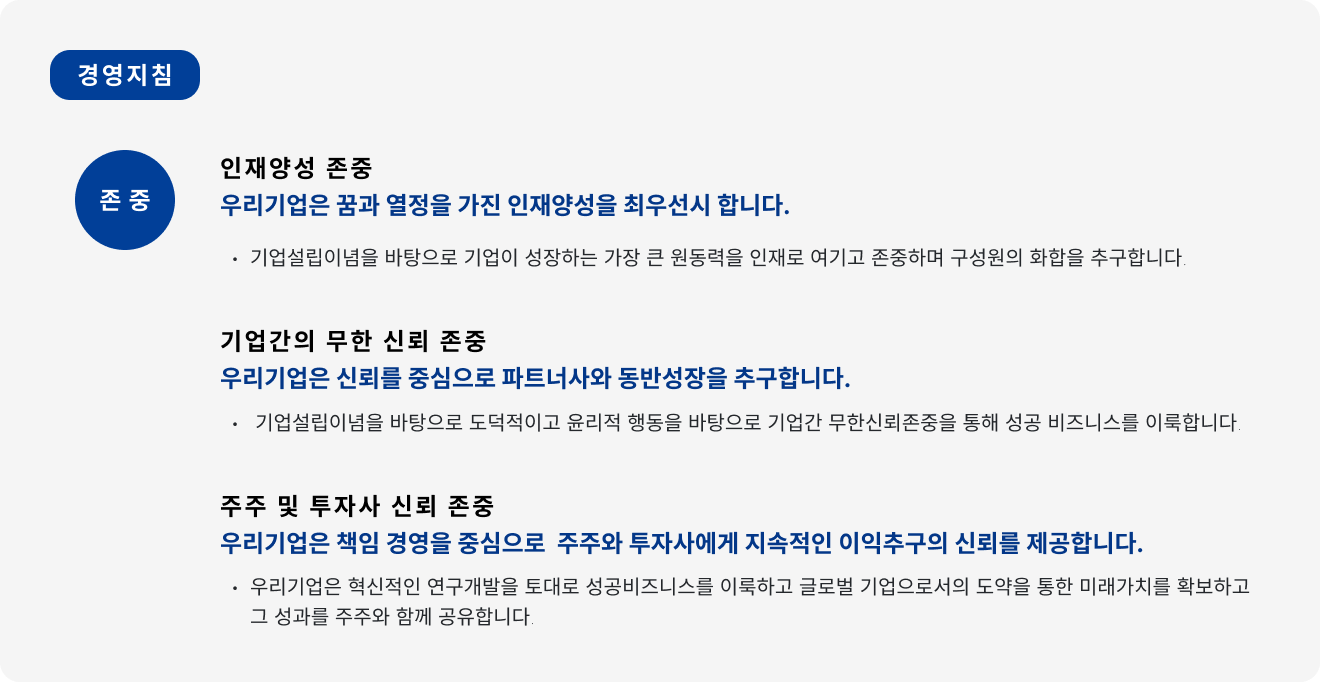 경영지침
존 중
인재양성 존중
우리기업은 꿈과 열정을 가진 인재양성을 최우선시 합니다.
• 기업설립이념을 바탕으로 기업이 성장하는 가장 큰 원동력을 인재로 여기고 존중하며 구성원의 화합을 추구합니다.
기업간의 무한 신뢰 존중
우리기업은 신뢰를 중심으로 파트너사와 동반성장을 추구합니다.
• 기업설립이념을 바탕으로 도덕적이고 윤리적 행동을 바탕으로 기업간 무한신뢰존중을 통해 성공 비즈니스를 이룩합니다.
주주 및 투자사 신뢰 존중
우리기업은 책임 경영을 중심으로 주주와 투자사에게 지속적인 이익추구의 신뢰를 제공합니다.
• 우리기업은 혁신적인 연구개발을 토대로 성공비즈니스를 이룩하고 글로벌 기업으로서의 도약을 통한 미래가치를 확보하고
그 성과를 주주와 함께 공유합니다.